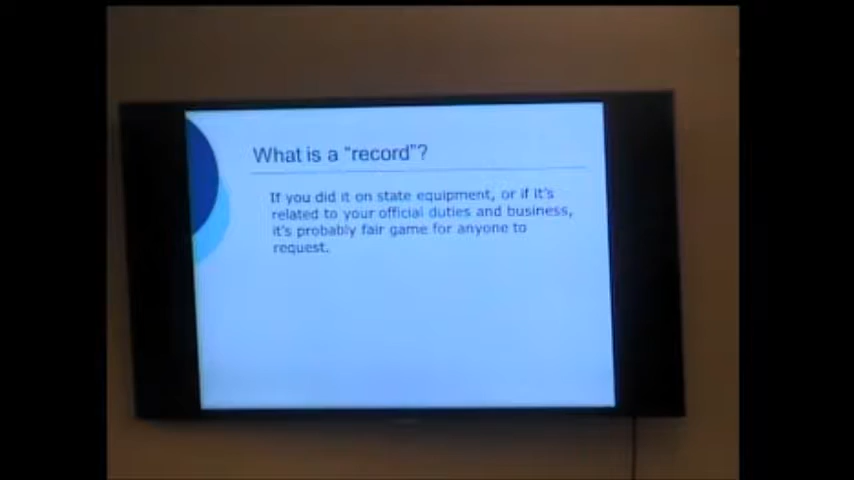 What is a “record”?
If you did it on state equipment, or if it's
related to your official duties and business,
it's probably fair game for anyone to
request.